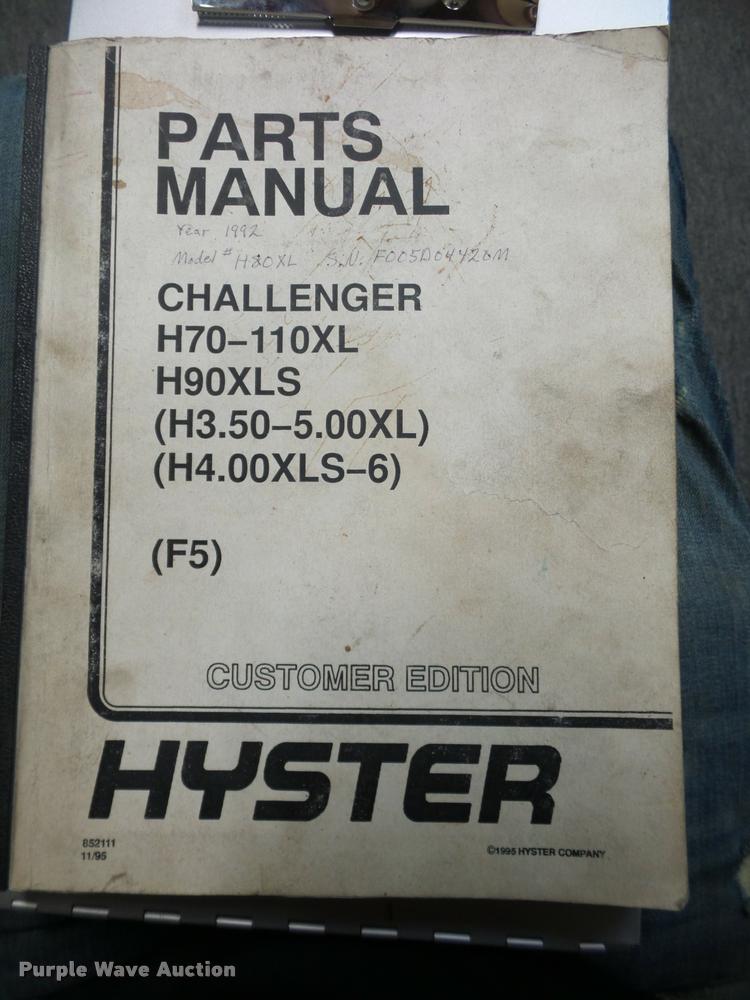 PARTS
MANUAL
Year 1992
Model # H80XL S.N. F005D04420M
CHALLENGER
H70-110XL
H90XLS
(H3.50-5.00XL)
(H4.00XLS-6)
(F5)
CUSTOMER EDITION
HYSTER
852111
11/95
©1995 HYSTER COMPANY
Purple Wave Auction